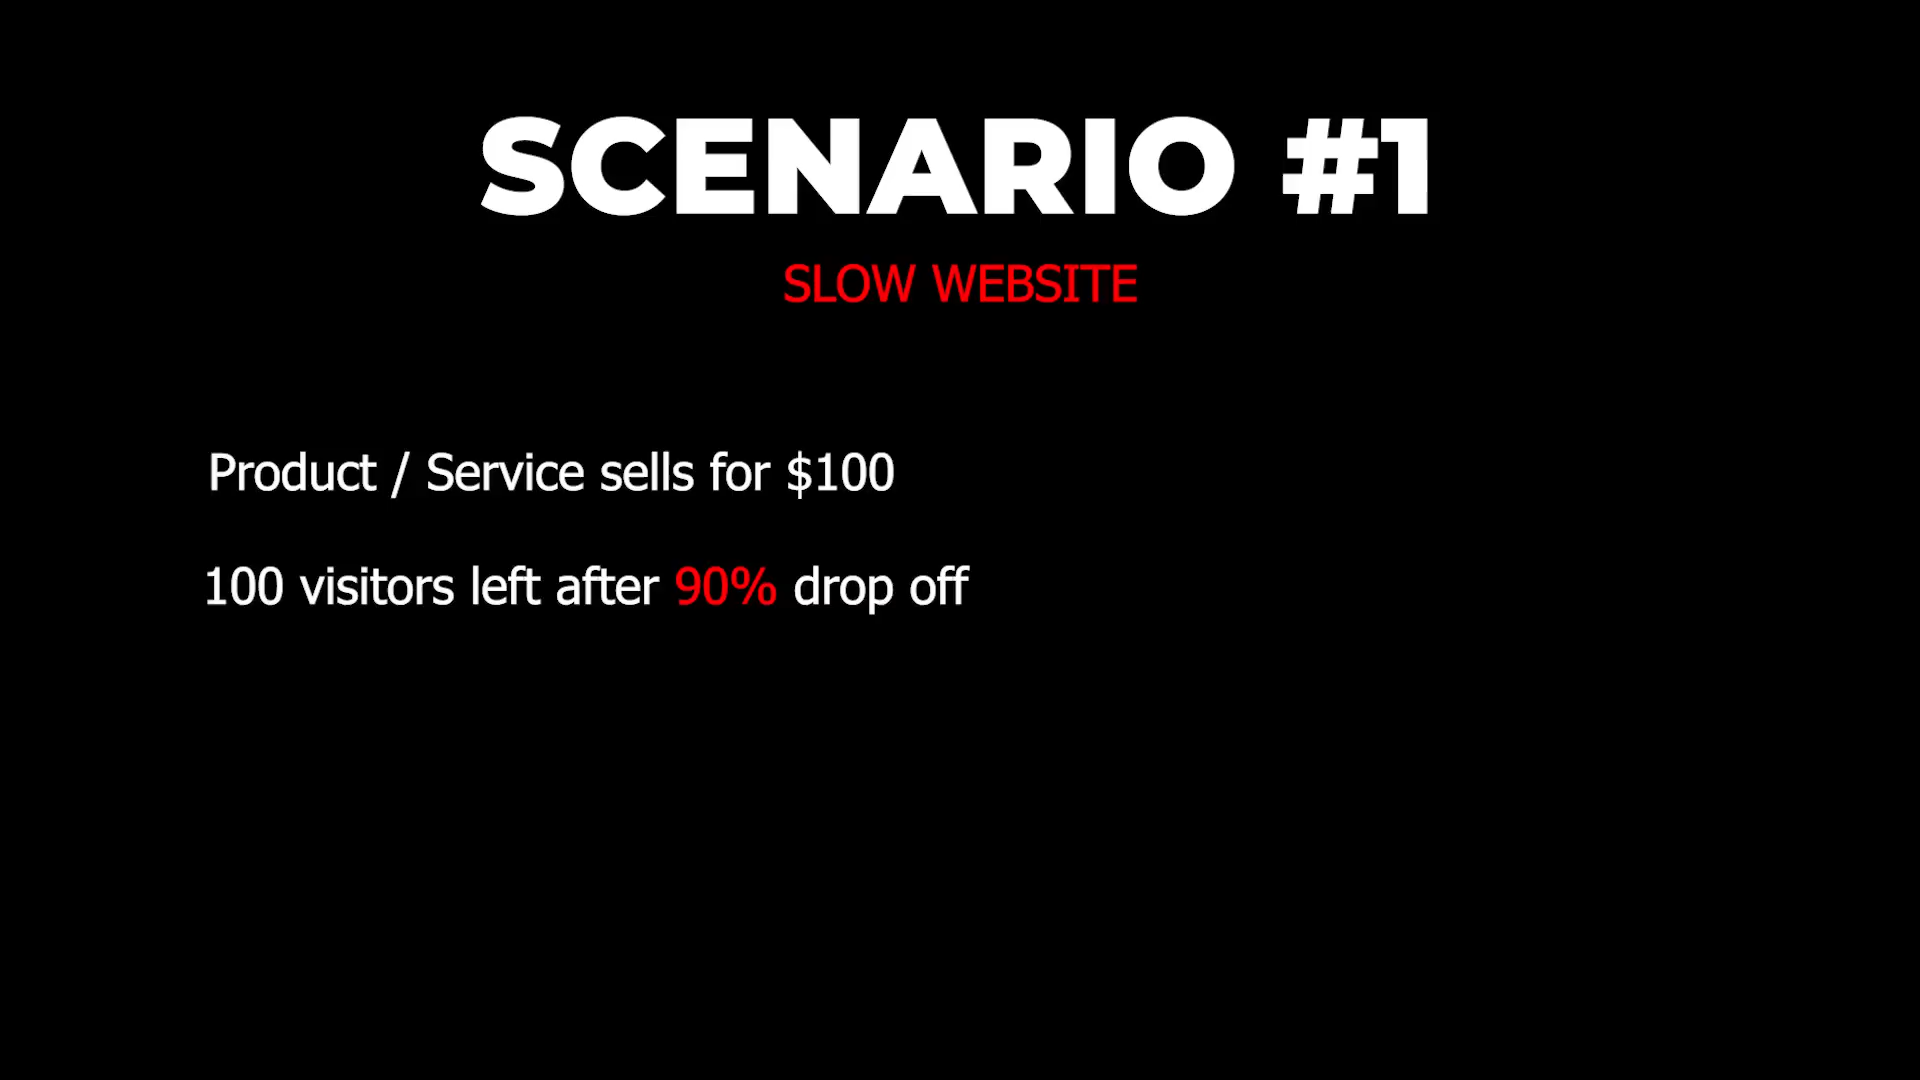 SCENARIO #1
SLOW WEBSITE
Product / Service sells for $100
100 visitors left after 90% drop off